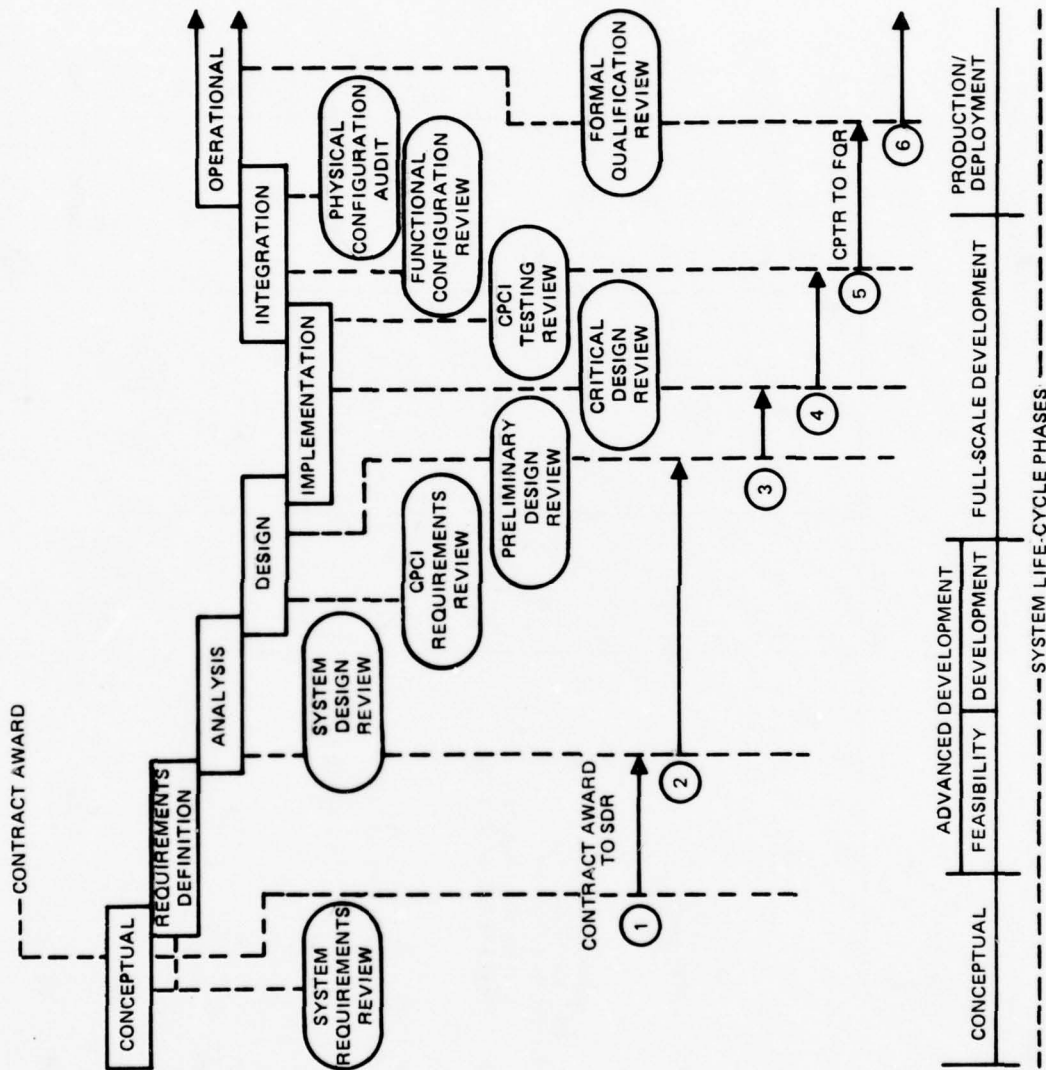 CONTRACT AWARD
CONCEPTUAL
REQUIREMENTS
DEFINITION
ANALYSIS
DESIGN
IMPLEMENTATION
INTEGRATION
OPERATIONAL
SYSTEM
REQUIREMENTS
REVIEW
SYSTEM
DESIGN
REVIEW
CPCI
REQUIREMENTS
REVIEW
PRELIMINARY
DESIGN
REVIEW
CRITICAL
DESIGN
REVIEW
CPCI
TESTING
REVIEW
FUNCTIONAL
CONFIGURATION
REVIEW
PHYSICAL
CONFIGURATION
AUDIT
FORMAL
QUALIFICATION
REVIEW
CONTRACT AWARD
TO SDR
1
2
3
4
5
CPTR TO FQR
6
CONCEPTUAL
ADVANCED DEVELOPMENT
FEASIBILITY
DEVELOPMENT
FULL-SCALE DEVELOPMENT
PRODUCTION/
DEPLOYMENT
SYSTEM LIFE-CYCLE PHASES